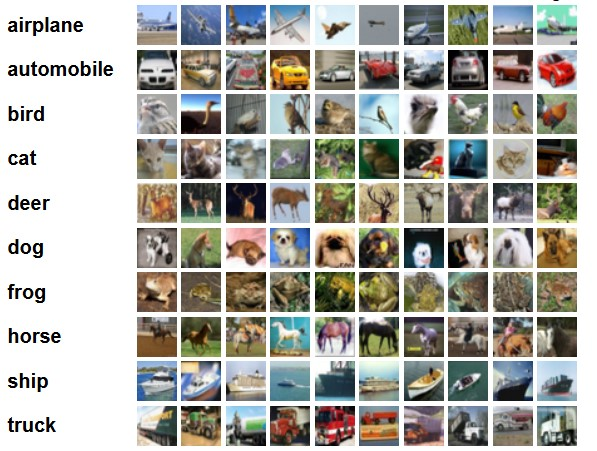 airplane
automobile
bird
cat
deer
dog
frog
horse
ship
truck